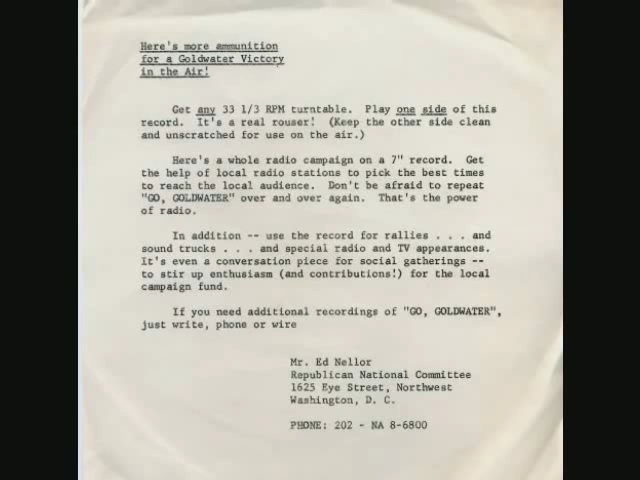 Here's more ammunition
for a Goldwater Victory
in the Air!
Get any 33 1/3 RPM turntable. Play one side of this
record. It's a real rouser! (Keep the other side clean
and unscratched for use on the air.)
Here's a whole radio campaign on a 7" record. Get
the help of local radio stations to pick the best times
to reach the local audience. Don't be afraid to repeat
"GO, GOLDWATER" over and over again. That's the power
of radio.
In addition -- use the record for rallies . . . and
sound trucks . . . and special radio and TV appearances.
It's even a conversation piece for social gatherings --
to stir up enthusiasm (and contributions!) for the local
campaign fund.
If you need additional recordings of "GO, GOLDWATER",
just write, phone or wire
Mr. Ed Nellor
Republican National Committee
1625 Eye Street, Northwest
Washington, D. C.
PHONE: 202 - NA 8-6800